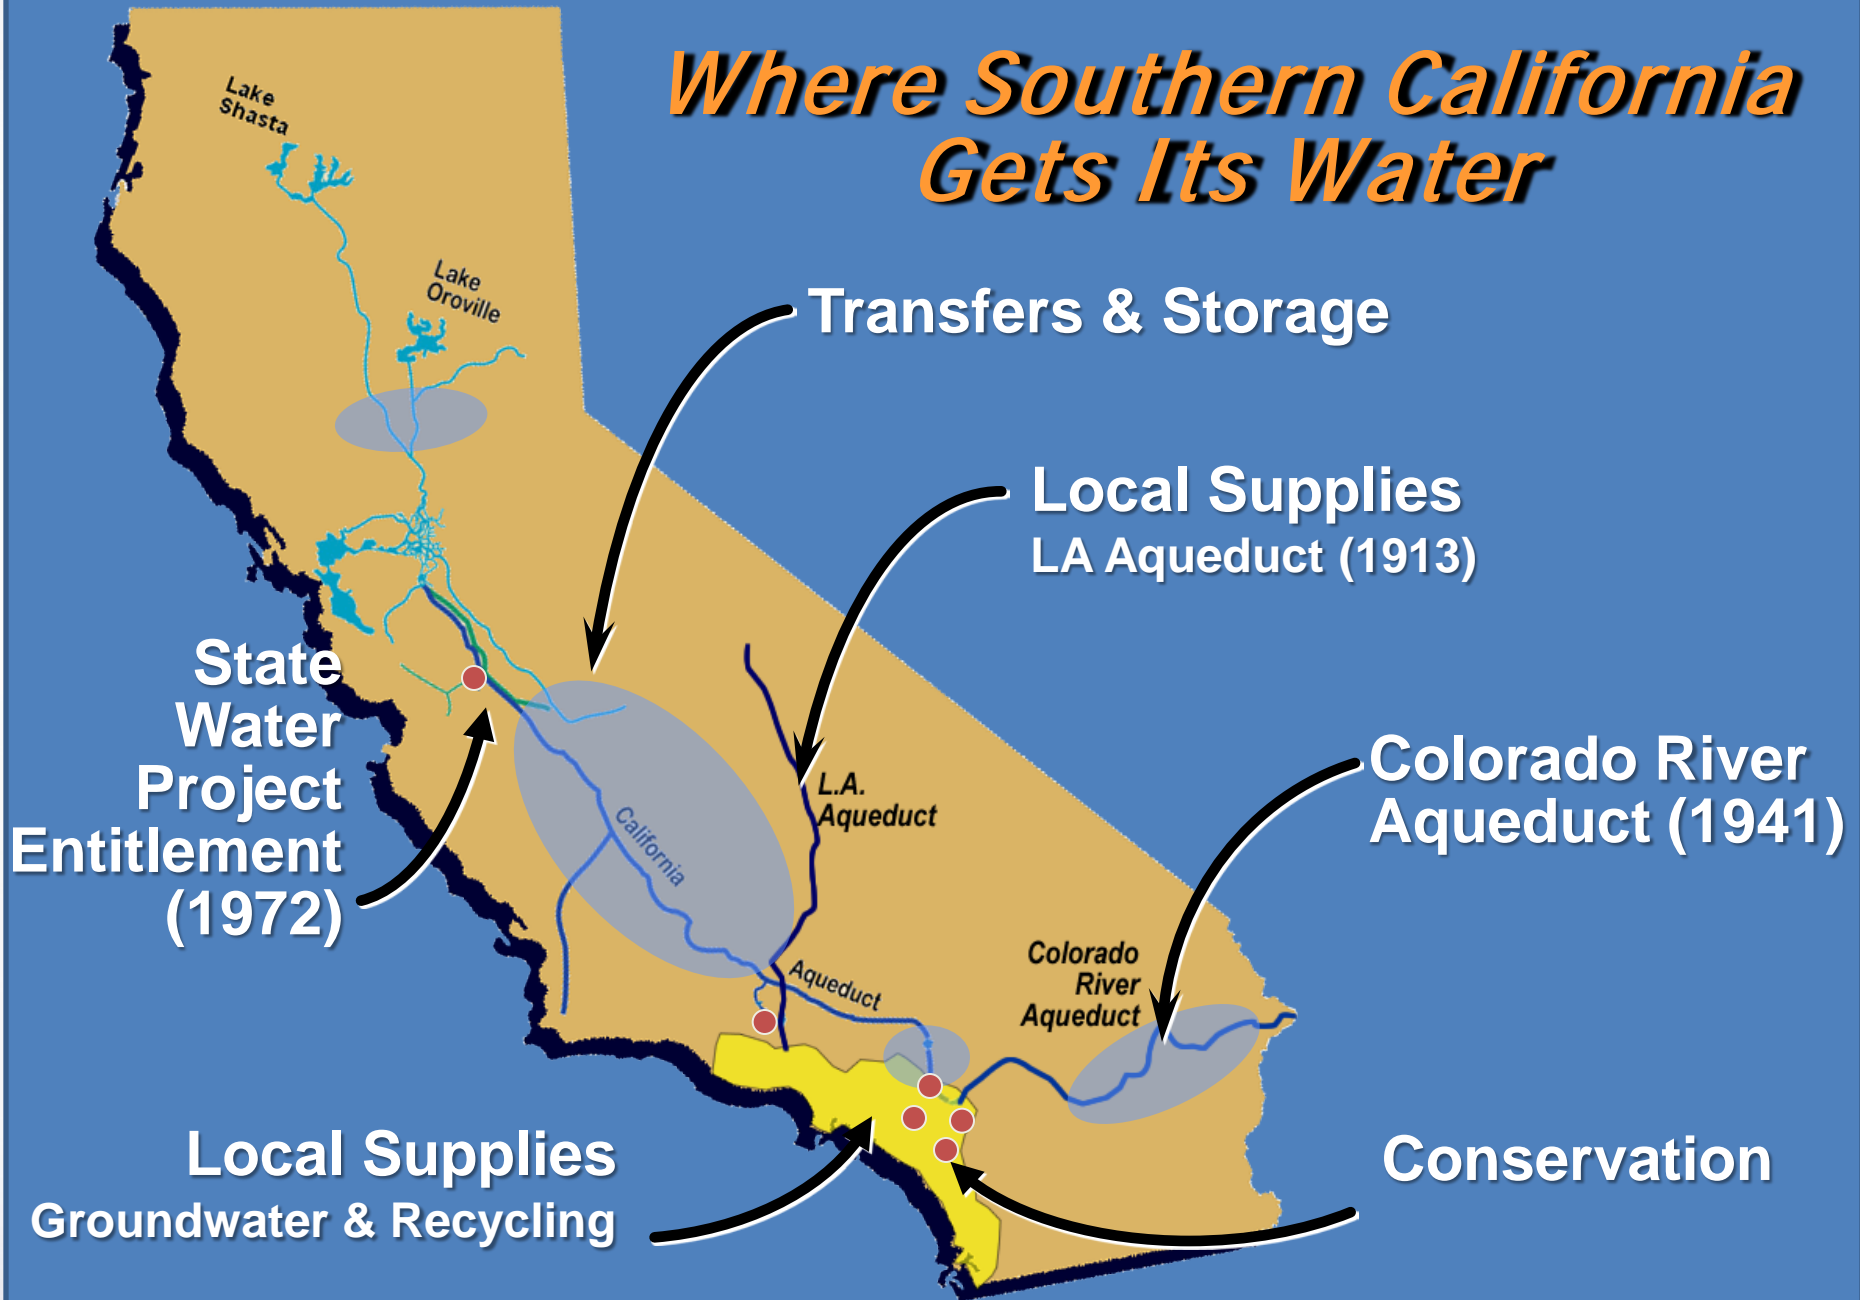 Where Southern California
Gets Its Water
Lake
Shasta
Lake
Oroville
Transfers & Storage
Local Supplies
LA Aqueduct (1913)
State
Water
Project
Entitlement
(1972)
L.A.
Aqueduct
California
Aqueduct
Colorado River
Aqueduct (1941)
Colorado
River
Aqueduct
Local Supplies
Groundwater & Recycling
Conservation